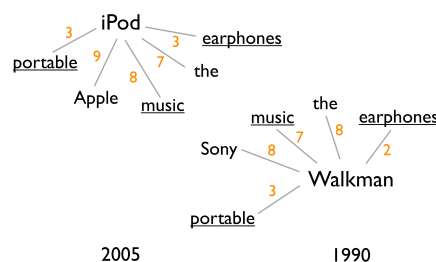 iPod
3
3
earphones
portable
9
7
the
8
Apple
music
the
music
earphones
7
8
Sony
8
2
Walkman
3
portable
2005
1990